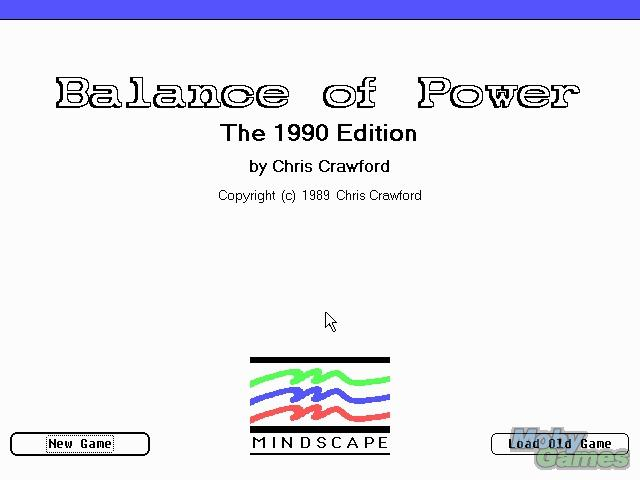 Balance of Power
The 1990 Edition
by Chris Crawford
Copyright (c) 1989 Chris Crawford
MINDSCAPE
New Game
Load Old Game
Moby
Games